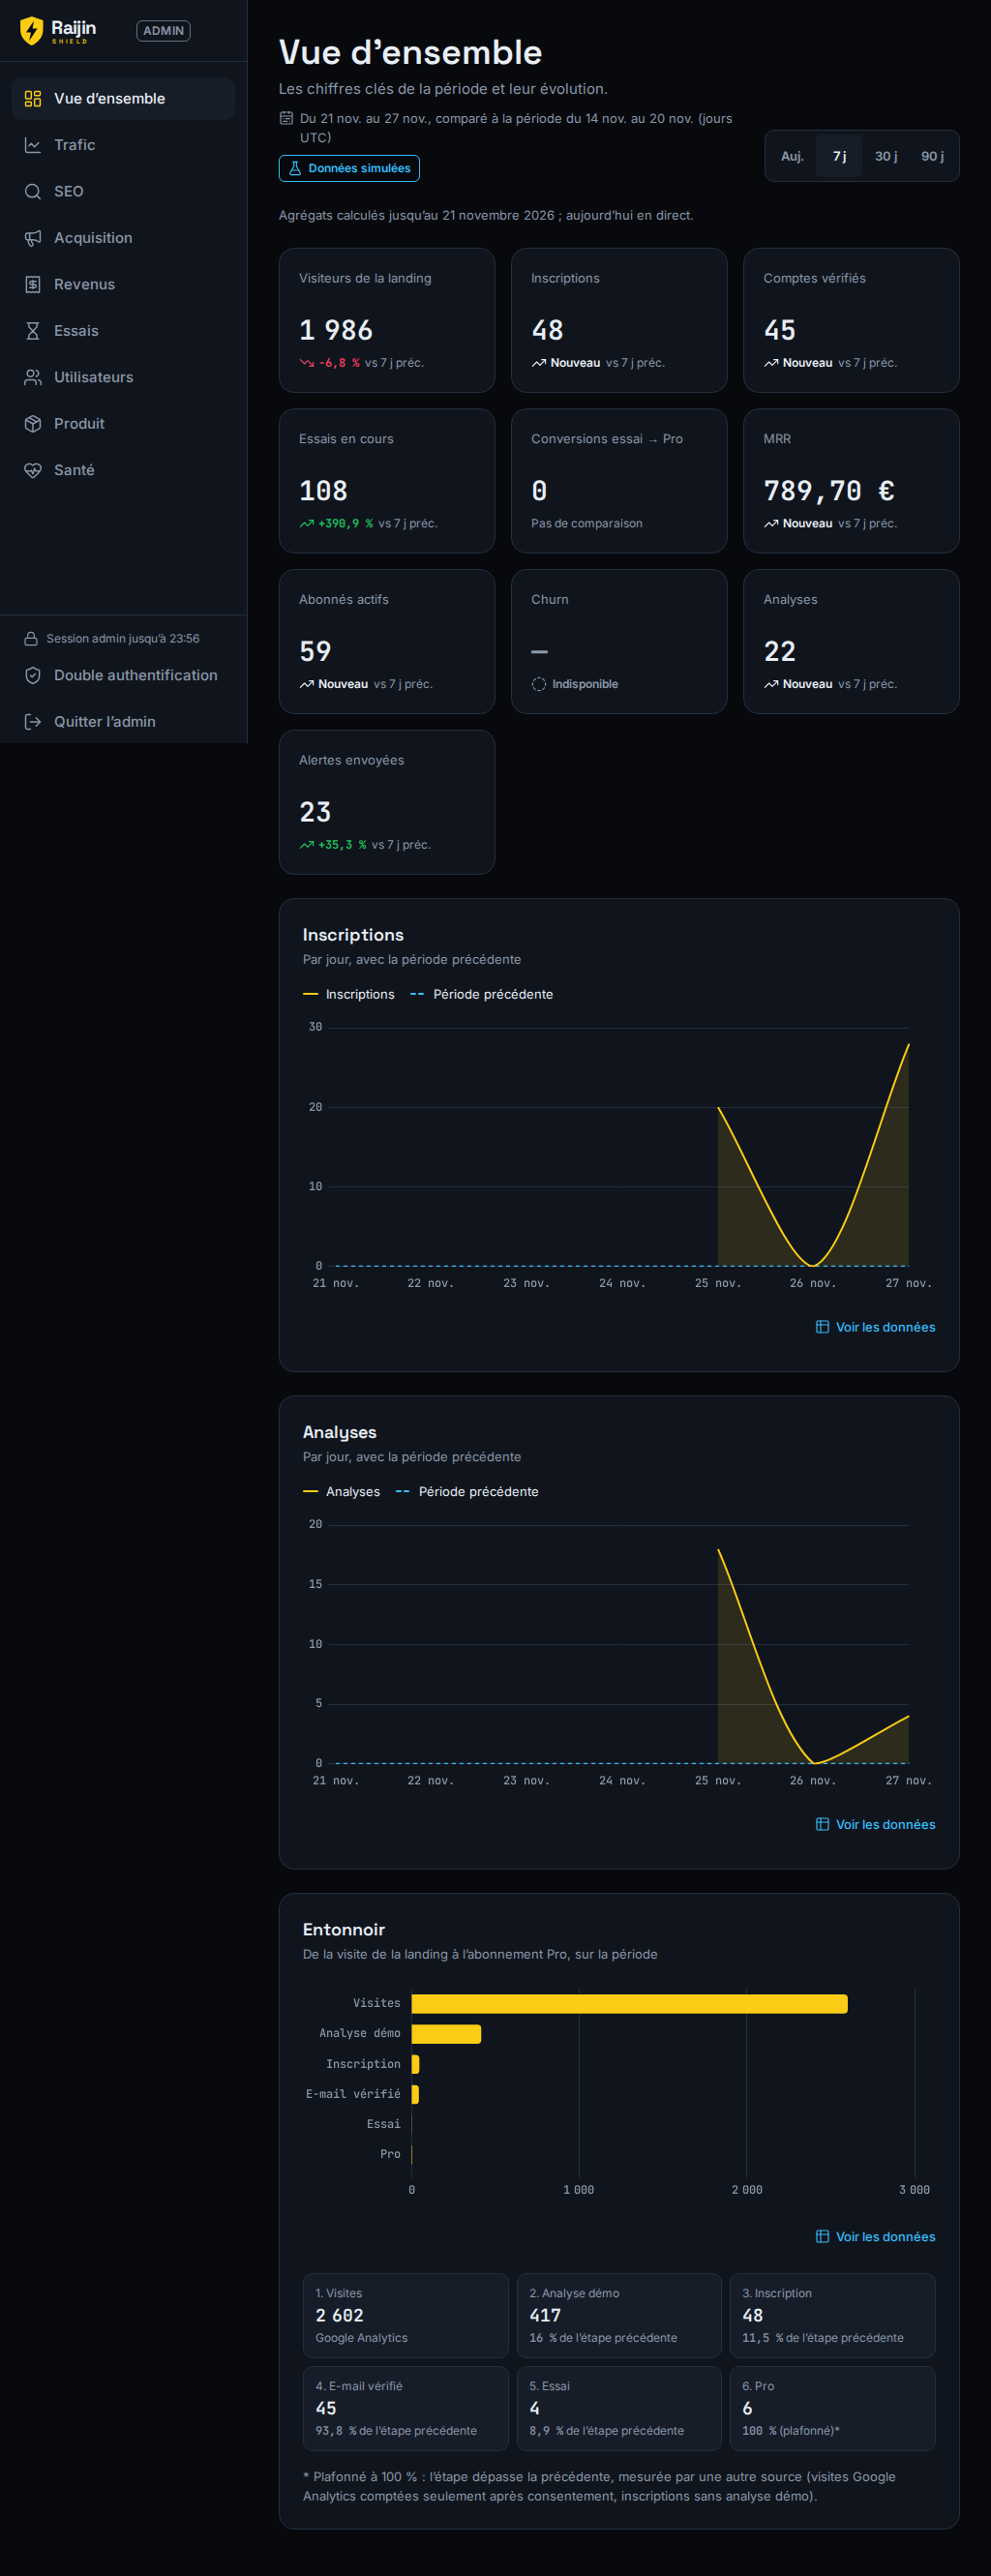 Raijin
SHIELD
ADMIN
Vue d’ensemble
Trafic
SEO
Acquisition
Revenus
Essais
Utilisateurs
Produit
Santé
Session admin jusqu’à 23:56
Double authentification
Quitter l’admin
Vue d’ensemble
Les chiffres clés de la période et leur évolution.
Du 21 nov. au 27 nov., comparé à la période du 14 nov. au 20 nov. (jours
UTC)
Données simulées
Auj. 7 j 30 j 90 j
Agrégats calculés jusqu’au 21 novembre 2026 ; aujourd’hui en direct.
Visiteurs de la landing
1 986
-6,8 % vs 7 j préc.
Inscriptions
48
Nouveau vs 7 j préc.
Comptes vérifiés
45
Nouveau vs 7 j préc.
Essais en cours
108
+390,9 % vs 7 j préc.
Conversions essai → Pro
0
Pas de comparaison
MRR
789,70 €
Nouveau vs 7 j préc.
Abonnés actifs
59
Nouveau vs 7 j préc.
Churn
—
Indisponible
Analyses
22
Nouveau vs 7 j préc.
Alertes envoyées
23
+35,3 % vs 7 j préc.
Inscriptions
Par jour, avec la période précédente
Inscriptions Période précédente
30
20
10
0
21 nov. 22 nov. 23 nov. 24 nov. 25 nov. 26 nov. 27 nov.
Voir les données
Analyses
Par jour, avec la période précédente
Analyses Période précédente
20
15
10
5
0
21 nov. 22 nov. 23 nov. 24 nov. 25 nov. 26 nov. 27 nov.
Voir les données
Entonnoir
De la visite de la landing à l’abonnement Pro, sur la période
Visites
Analyse démo
Inscription
E-mail vérifié
Essai
Pro
0 1 000 2 000 3 000
Voir les données
1. Visites
2 602
Google Analytics
2. Analyse démo
417
16 % de l’étape précédente
3. Inscription
48
11,5 % de l’étape précédente
4. E-mail vérifié
45
93,8 % de l’étape précédente
5. Essai
4
8,9 % de l’étape précédente
6. Pro
6
100 % (plafonné)*
* Plafonné à 100 % : l’étape dépasse la précédente, mesurée par une autre source (visites Google
Analytics comptées seulement après consentement, inscriptions sans analyse démo).